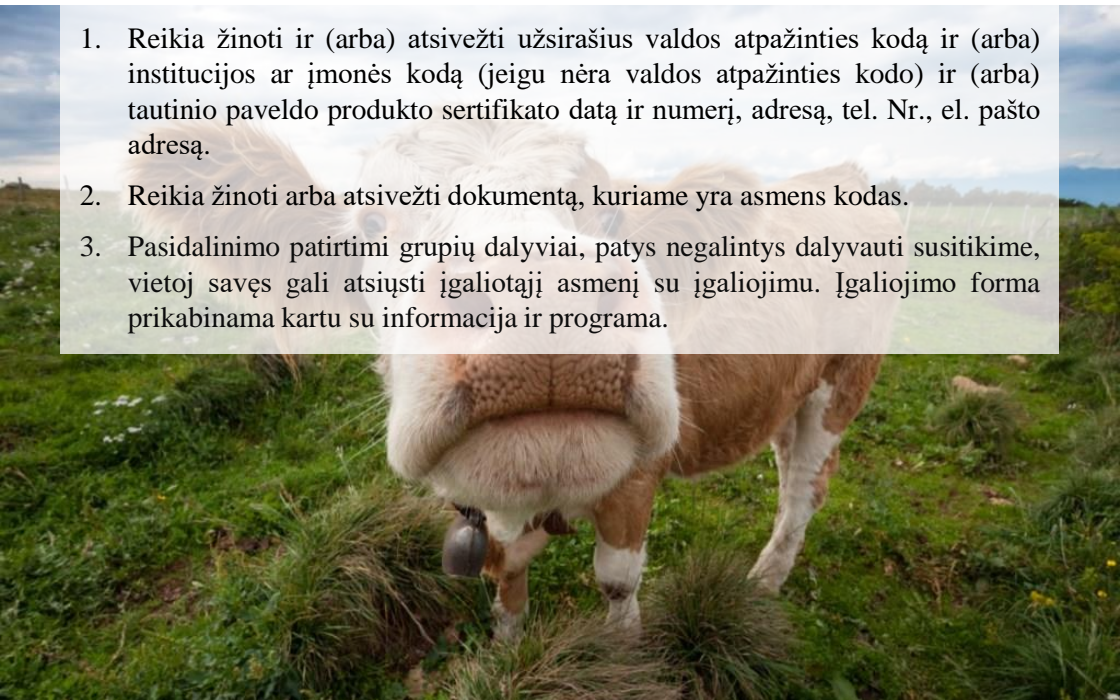 1. Reikia žinoti ir (arba) atsivežti užsirašius valdos atpažinties kodą ir (arba)
institucijos ar įmonės kodą (jeigu nėra valdos atpažinties kodo) ir (arba)
tautinio paveldo produkto sertifikato datą ir numerį, adresą, tel. Nr., el. pašto
adresą.
2. Reikia žinoti arba atsivežti dokumentą, kuriame yra asmens kodas.
3. Pasidalinimo patirtimi grupių dalyviai, patys negalintys dalyvauti susitikime,
vietoj savęs gali atsiųsti įgaliotąjį asmenį su įgaliojimu. Įgaliojimo forma
prikabinama kartu su informacija ir programa.